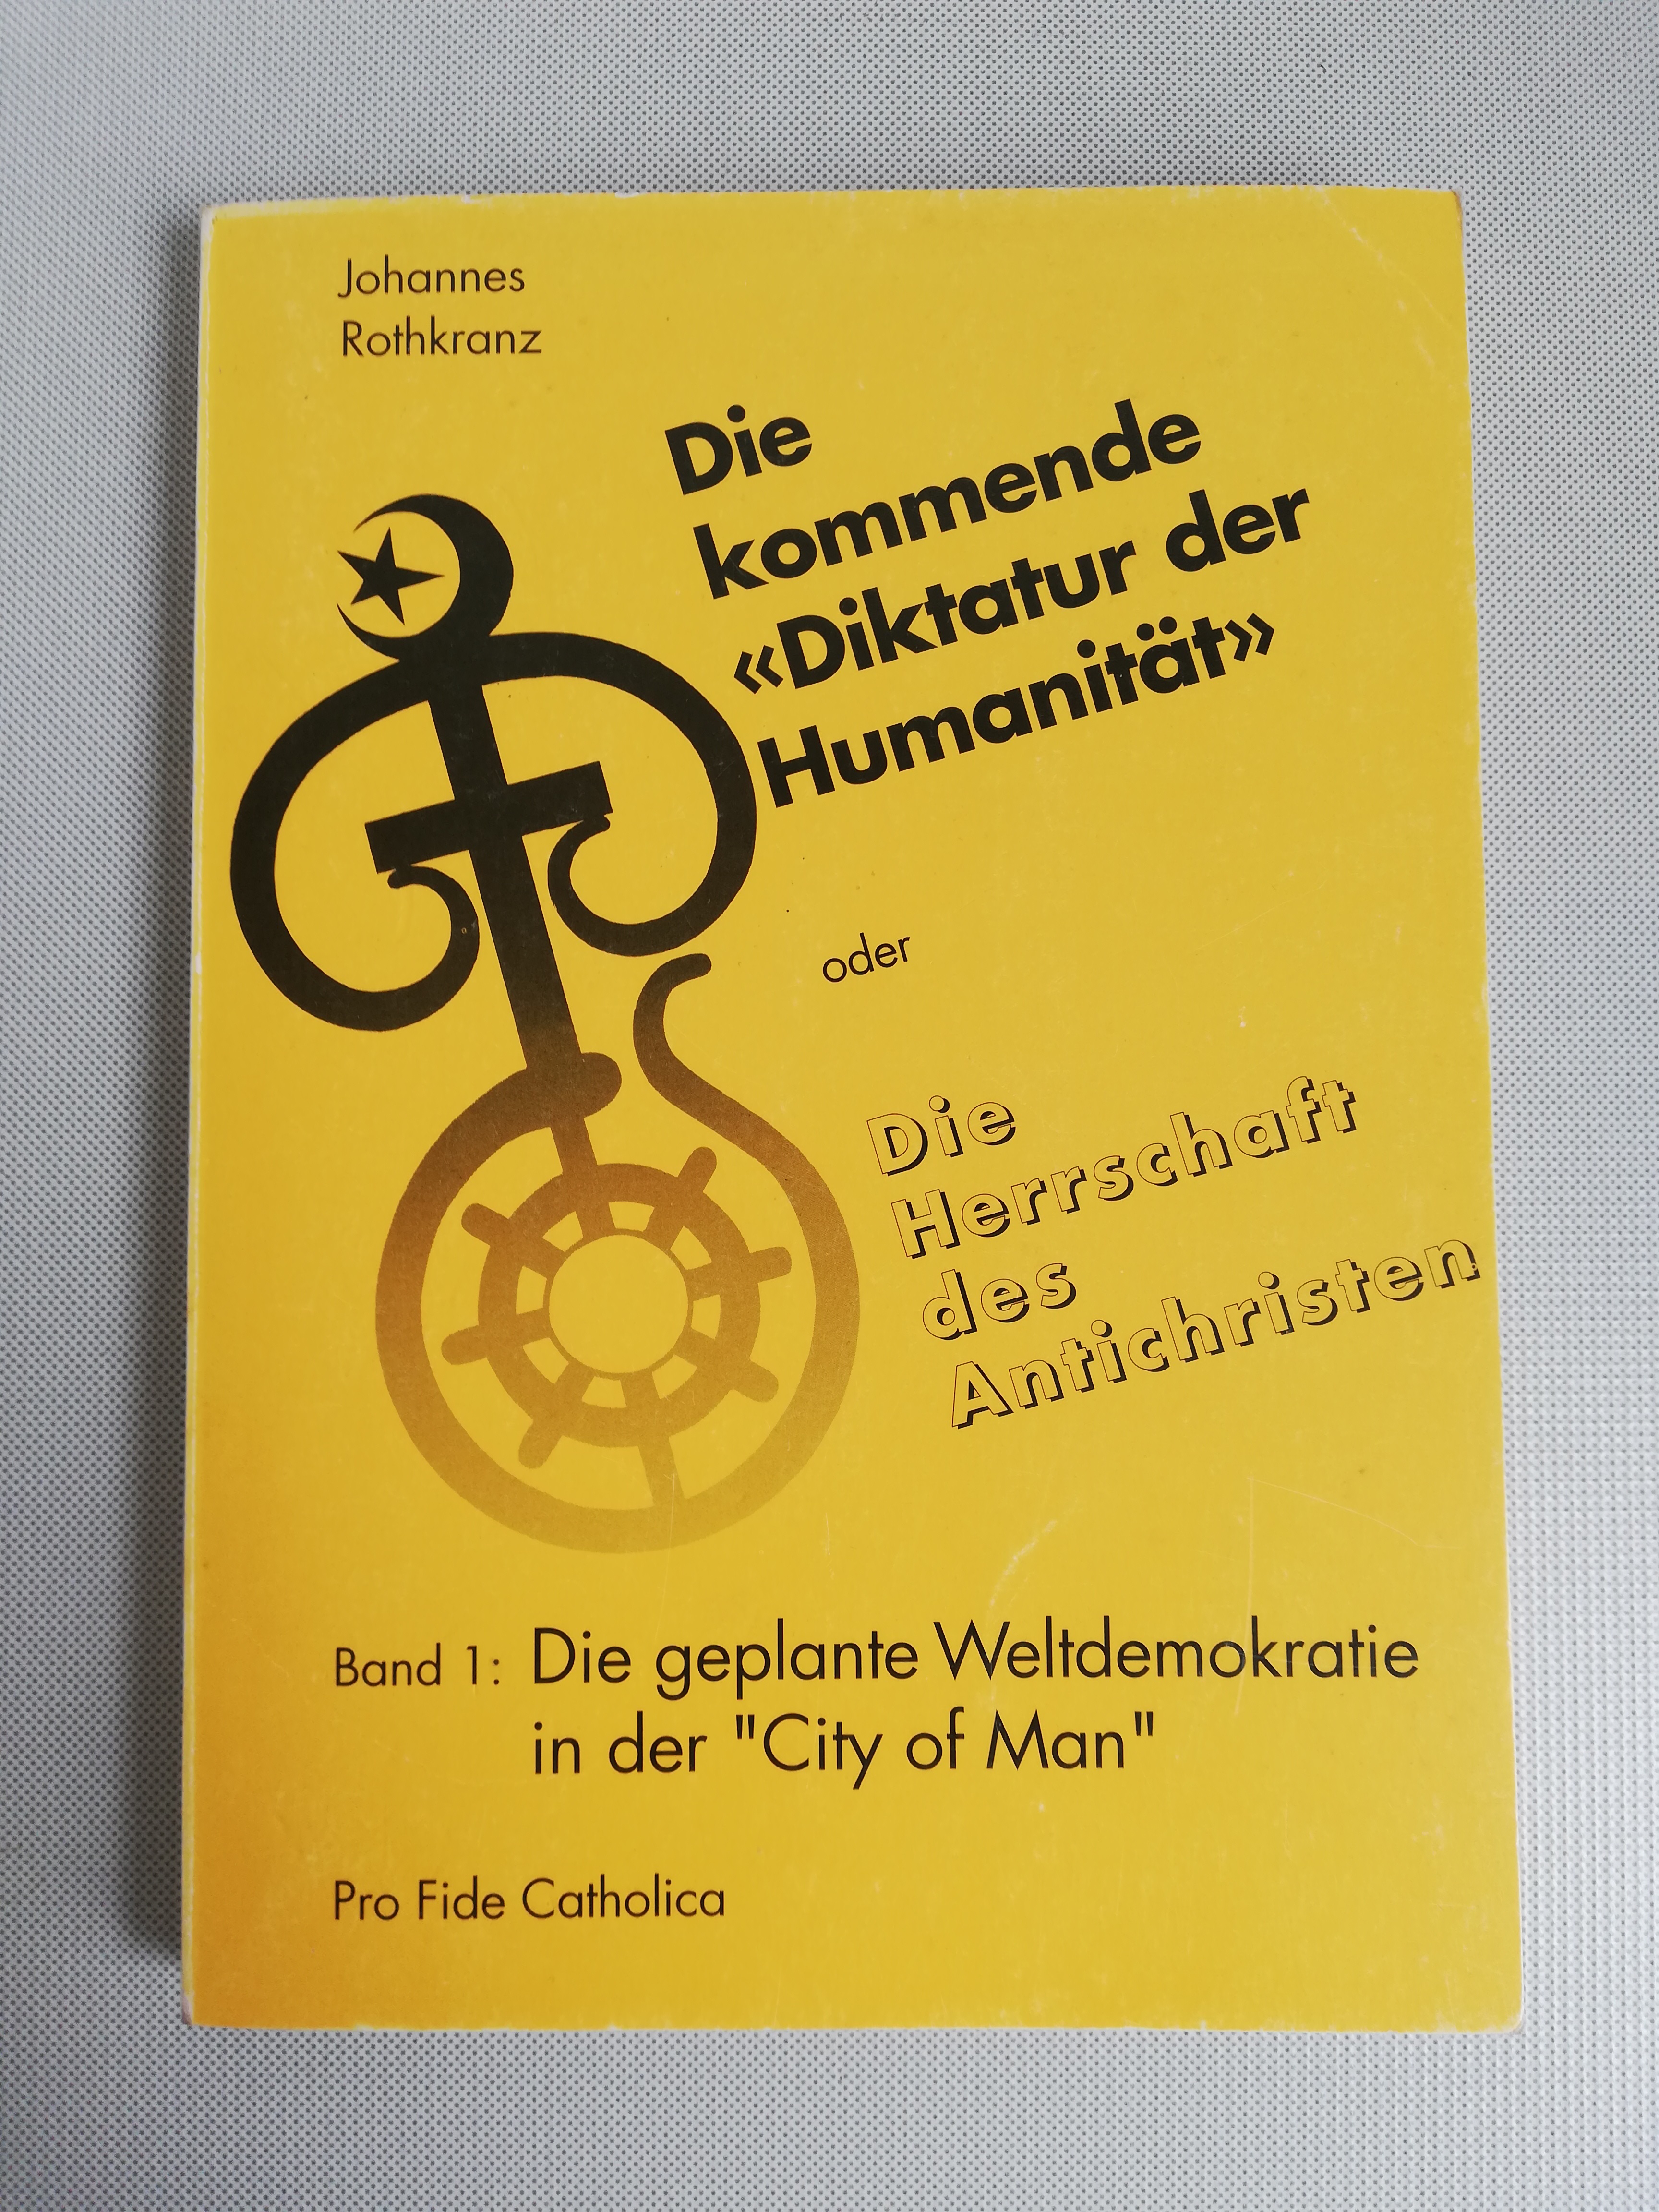 Johannes
Rothkranz
Die
kommende
«Diktatur der
Humanität»
oder
Die
Herrschaft
des
Antichristen
Band 1: Die geplante Weltdemokratie
in der "City of Man"
Pro Fide Catholica